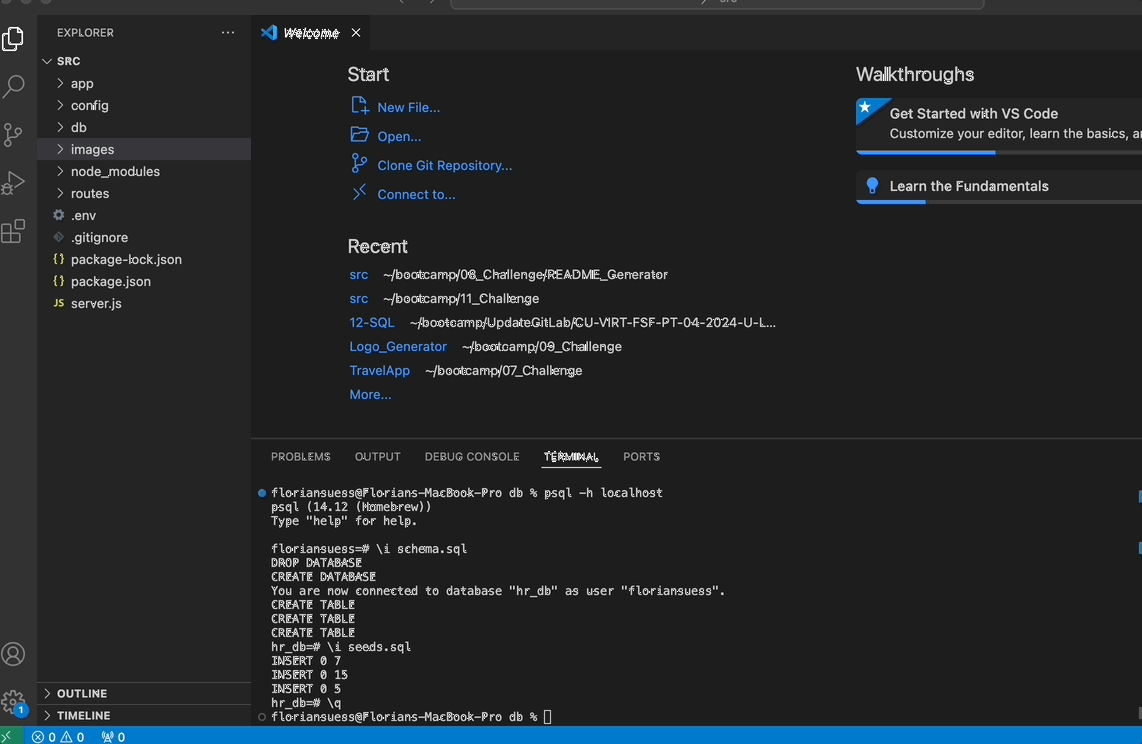 EXPLORER
SRC
app
config
db
images
node_modules
routes
.env
.gitignore
package-lock.json
package.json
JS server.js
OUTLINE
TIMELINE
Welcome
Start
New File...
Open...
Clone Git Repository...
Connect to...
Recent
src ~/bootcamp/08_Challenge/README_Generator
src ~/bootcamp/11_Challenge
12-SQL ~/bootcamp/UpdateGitLab/CU-VIRT-FSF-PT-04-2024-U-L...
Logo_Generator ~/bootcamp/09_Challenge
TravelApp ~/bootcamp/07_Challenge
More...
Walkthroughs
Get Started with VS Code
Customize your editor, learn the basics, an
Learn the Fundamentals
PROBLEMS OUTPUT DEBUG CONSOLE TERMINAL PORTS
floriansuess@Florians-MacBook-Pro db % psql -h localhost
psql (14.12 (Homebrew))
Type "help" for help.
floriansuess=# \i schema.sql
DROP DATABASE
CREATE DATABASE
You are now connected to database "hr_db" as user "floriansuess".
CREATE TABLE
CREATE TABLE
CREATE TABLE
hr_db=# \i seeds.sql
INSERT 0 7
INSERT 0 15
INSERT 0 5
hr_db=# \q
floriansuess@Florians-MacBook-Pro db %
1
0 0 0